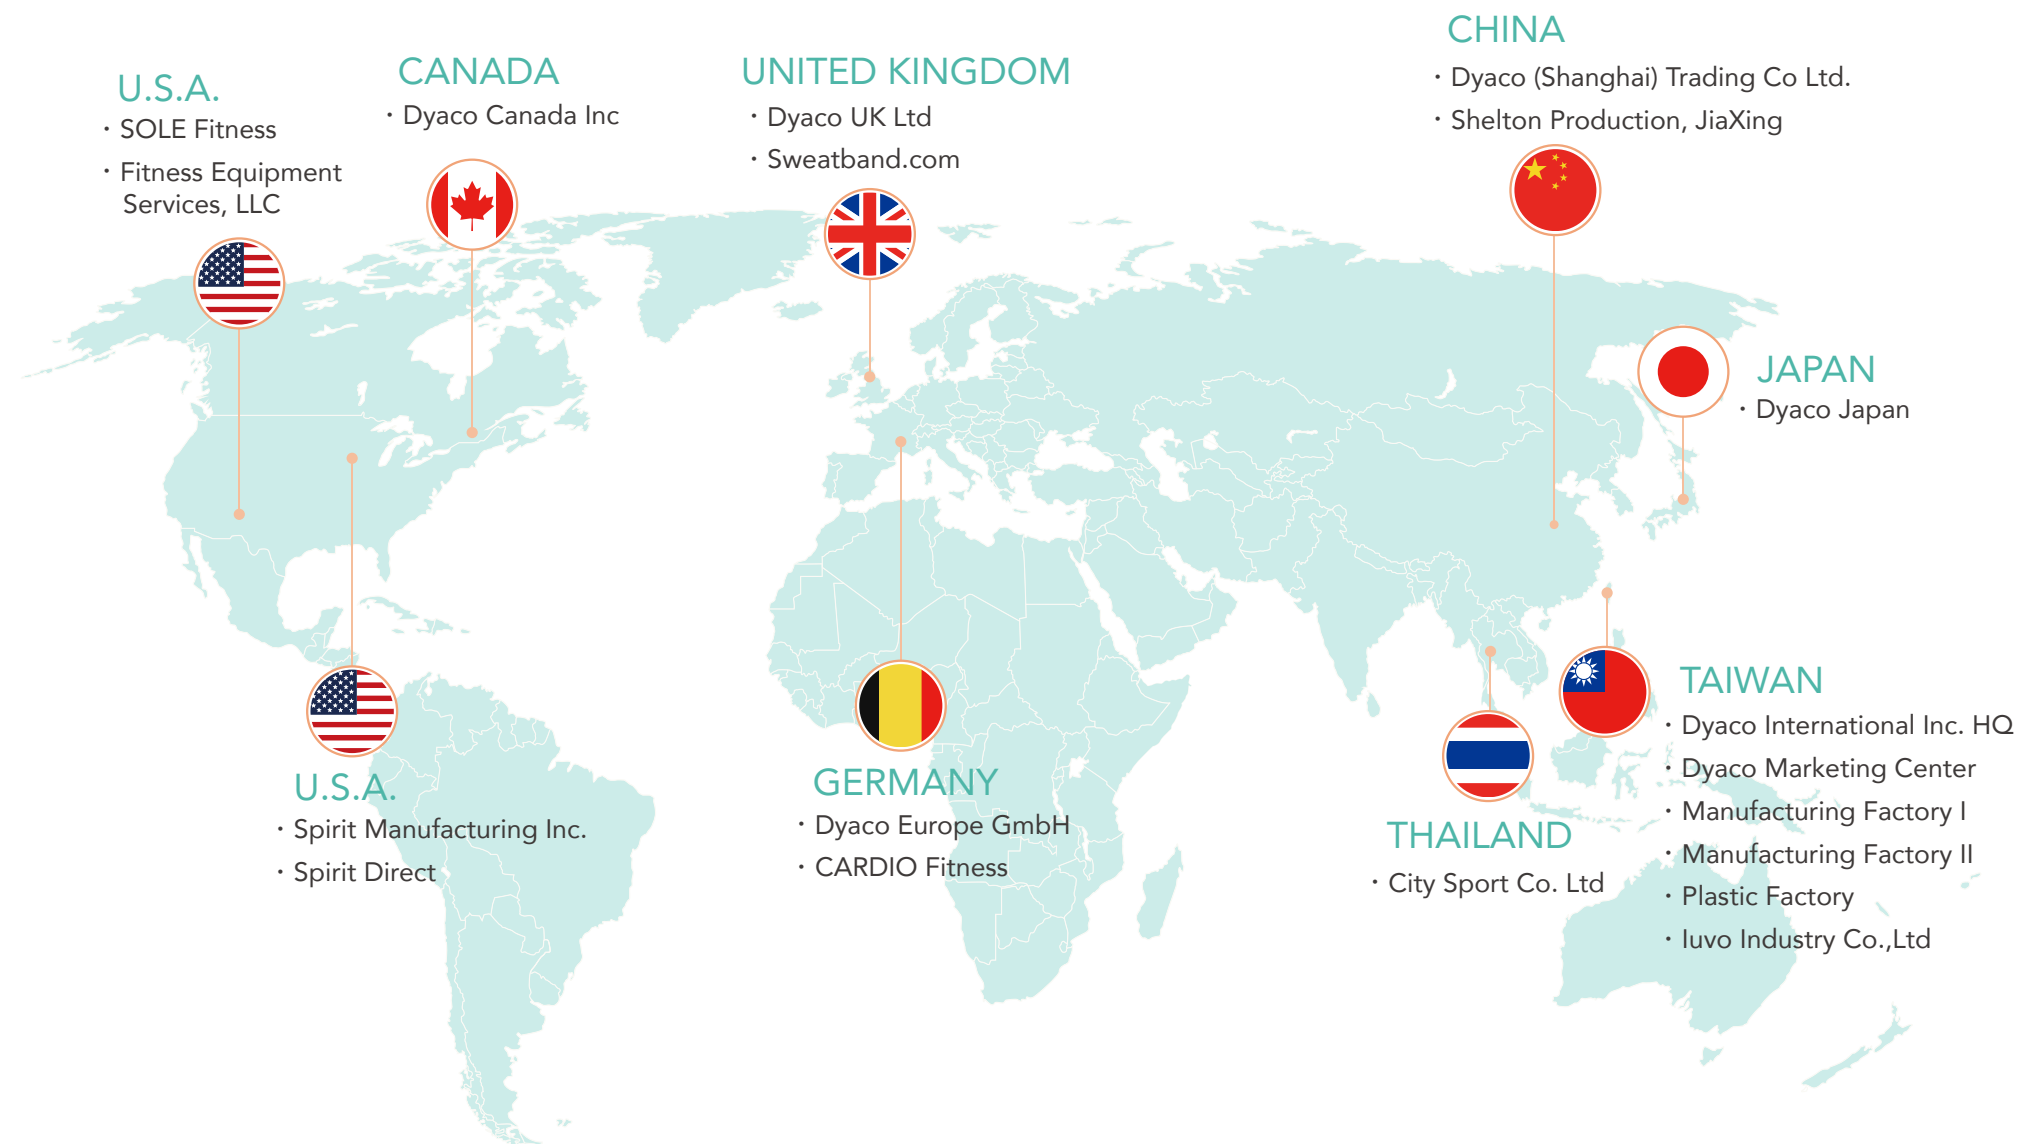 U.S.A.
· SOLE Fitness
· Fitness Equipment
Services, LLC
CANADA
· Dyaco Canada Inc
UNITED KINGDOM
· Dyaco UK Ltd
· Sweatband.com
CHINA
· Dyaco (Shanghai) Trading Co Ltd.
· Shelton Production, JiaXing
JAPAN
· Dyaco Japan
U.S.A.
· Spirit Manufacturing Inc.
· Spirit Direct
GERMANY
· Dyaco Europe GmbH
· CARDIO Fitness
THAILAND
· City Sport Co. Ltd
TAIWAN
· Dyaco International Inc. HQ
· Dyaco Marketing Center
· Manufacturing Factory I
· Manufacturing Factory II
· Plastic Factory
· Iuvo Industry Co.,Ltd